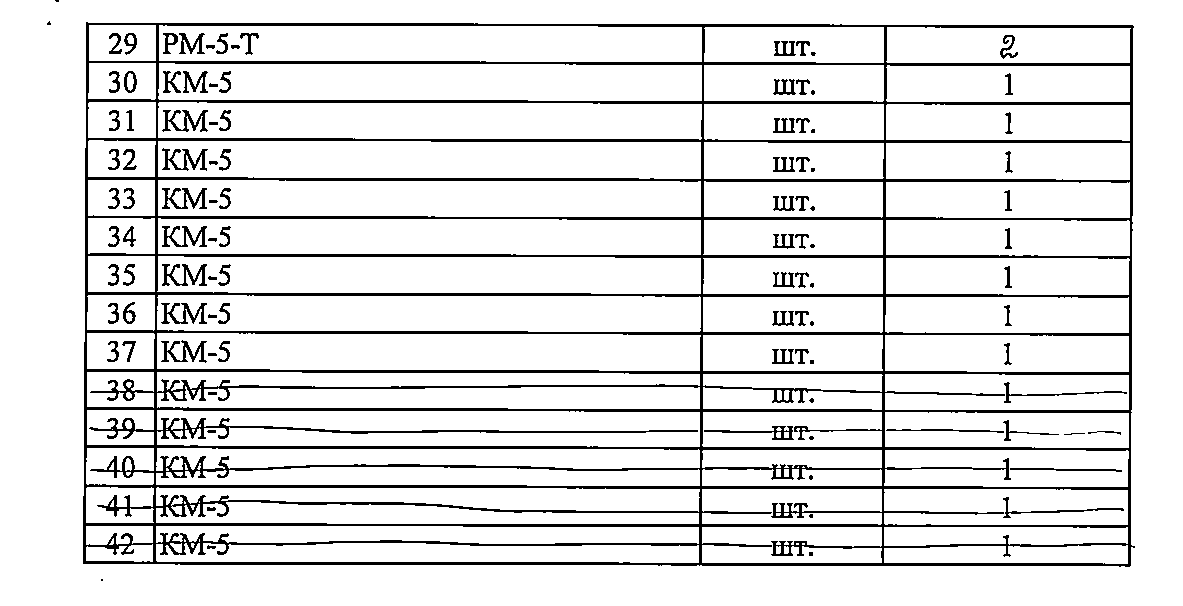 29 РМ-5-Т шт. 2
30 КМ-5 шт. 1
31 КМ-5 шт. 1
32 КМ-5 шт. 1
33 КМ-5 шт. 1
34 КМ-5 шт. 1
35 КМ-5 шт. 1
36 КМ-5 шт. 1
37 КМ-5 шт. 1
38 КМ-5 шт. 1
39 КМ-5 шт. 1
40 КМ-5 шт. 1
41 КМ-5 шт. 1
42 КМ-5 шт. 1